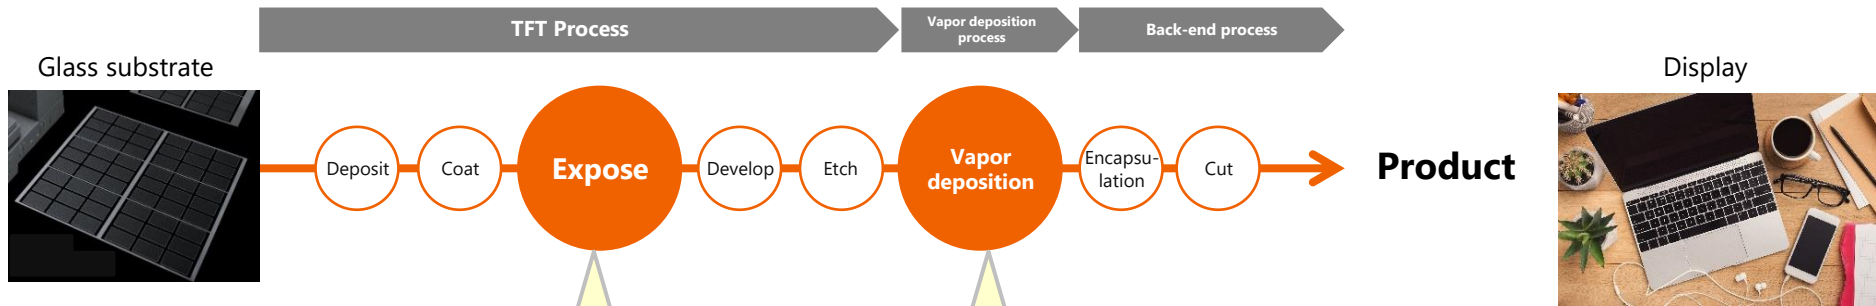 TFT Process
Vapor deposition
process
Back-end process
Glass substrate
Display
Deposit
Coat
Expose
Develop
Etch
Vapor
deposition
Encapsu-
lation
Cut
Product